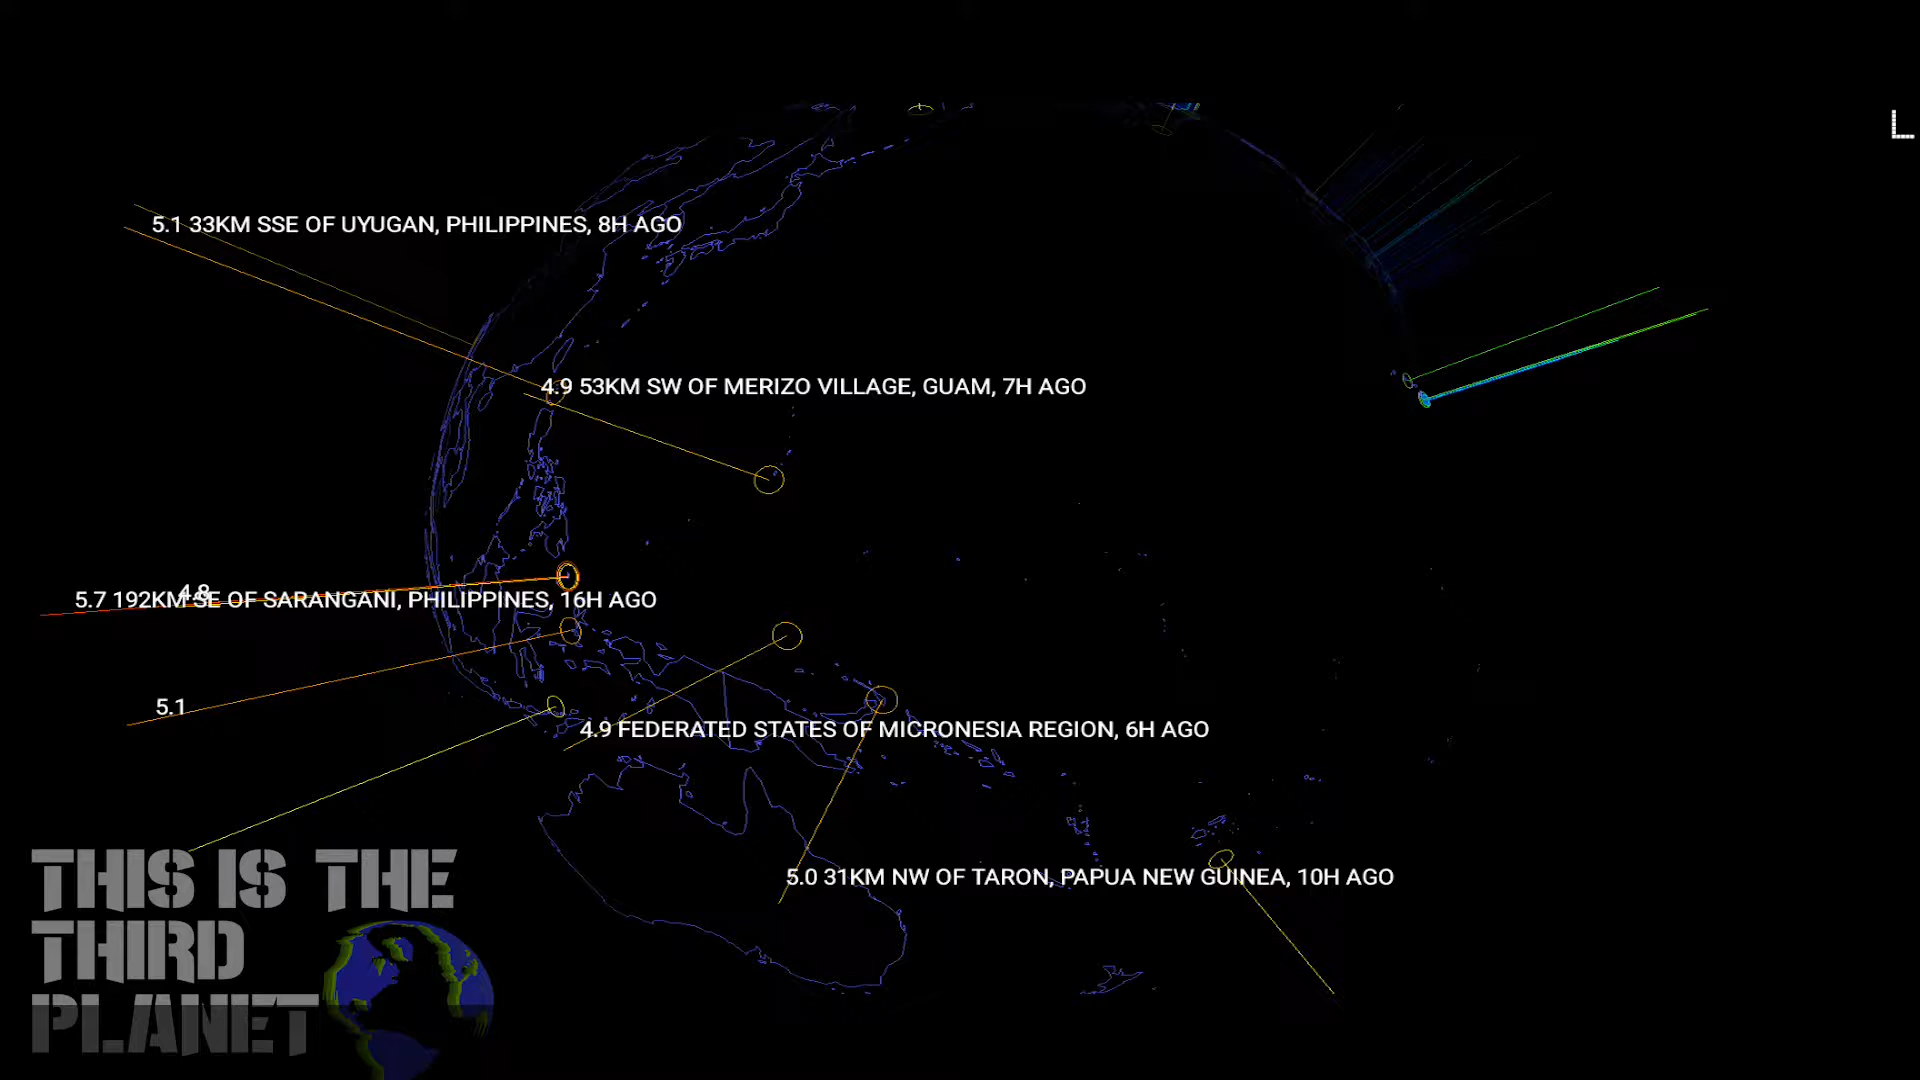 L
5.1 33KM SSE OF UYUGAN, PHILIPPINES, 8H AGO
4.9 53KM SW OF MERIZO VILLAGE, GUAM, 7H AGO
4.8
5.7 192KM SE OF SARANGANI, PHILIPPINES, 16H AGO
5.1
4.9 FEDERATED STATES OF MICRONESIA REGION, 6H AGO
5.0 31KM NW OF TARON, PAPUA NEW GUINEA, 10H AGO
THIS IS THE
THIRD
PLANET